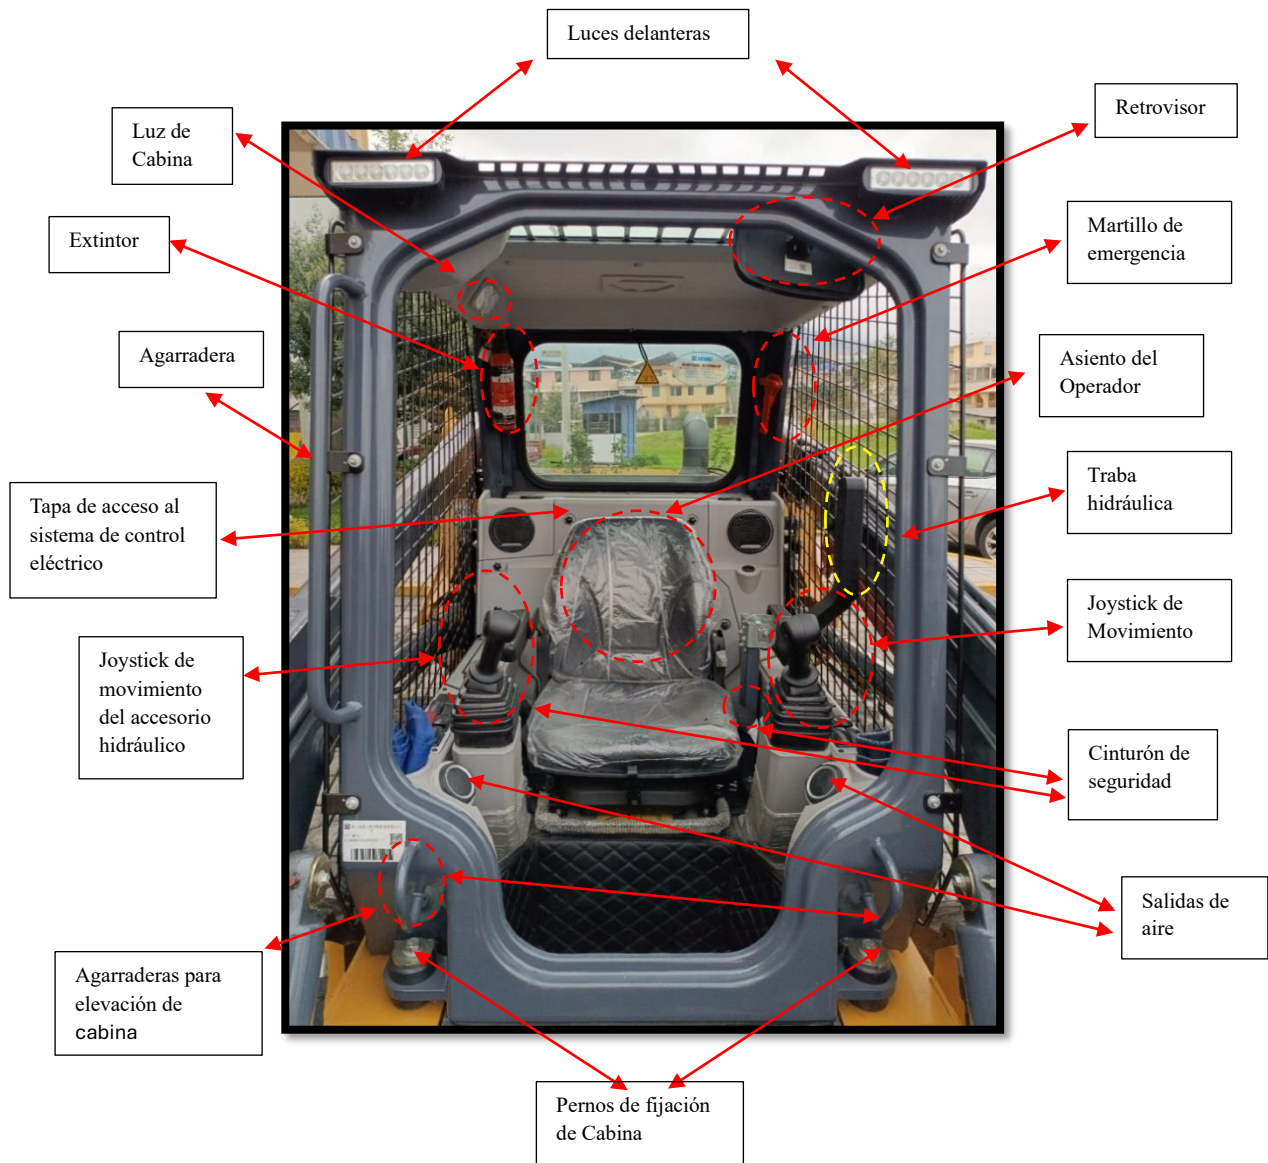 Luces delanteras
Retrovisor
Luz de
Cabina
Martillo de
emergencia
Extintor
Asiento del
Operador
Agarradera
Traba
hidráulica
Tapa de acceso al
sistema de control
eléctrico
Joystick de
Movimiento
Joystick de
movimiento
del accesorio
hidráulico
Cinturón de
seguridad
Salidas de
aire
Agarraderas para
elevación de
cabina
Pernos de fijación
de Cabina